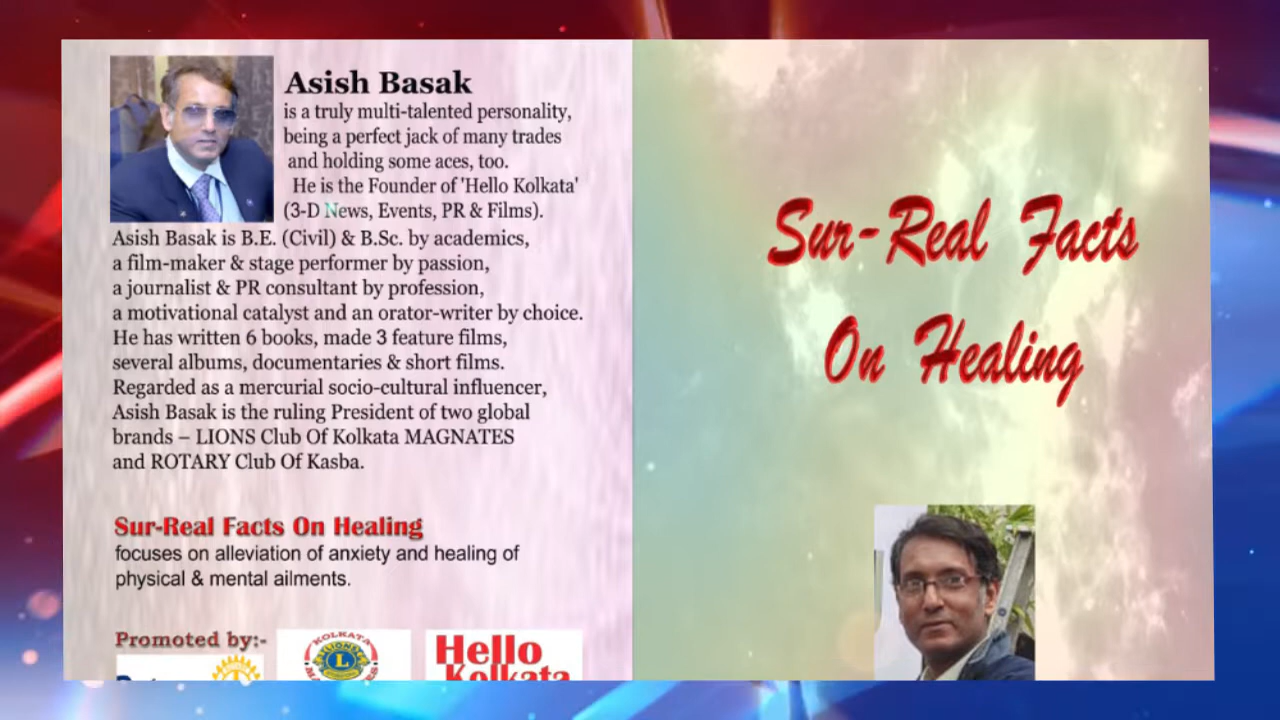 Asish Basak
is a truly multi-talented personality,
being a perfect jack of many trades
and holding some aces, too.
He is the Founder of 'Hello Kolkata'
(3-D News, Events, PR & Films).
Asish Basak is B.E. (Civil) & B.Sc. by academics,
a film-maker & stage performer by passion,
a journalist & PR consultant by profession,
a motivational catalyst and an orator-writer by choice.
He has written 6 books, made 3 feature films,
several albums, documentaries & short films.
Regarded as a mercurial socio-cultural influencer,
Asish Basak is the ruling President of two global
brands – LIONS Club Of Kolkata MAGNATES
and ROTARY Club Of Kasba.
Sur-Real Facts On Healing
focuses on alleviation of anxiety and healing of
physical & mental ailments.
Promoted by:-
KOLKATA
L
Hello
Kolkata
Sur-Real Facts
On Healing